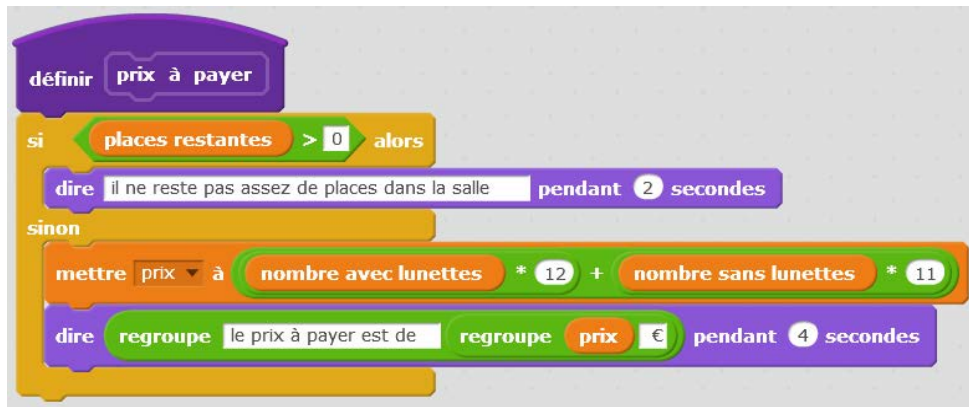 définir prix à payer
si places restantes > 0 alors
dire il ne reste pas assez de places dans la salle pendant 2 secondes
sinon
mettre prix à nombre avec lunettes * 12 + nombre sans lunettes * 11
dire regroupe le prix à payer est de regroupe prix € pendant 4 secondes